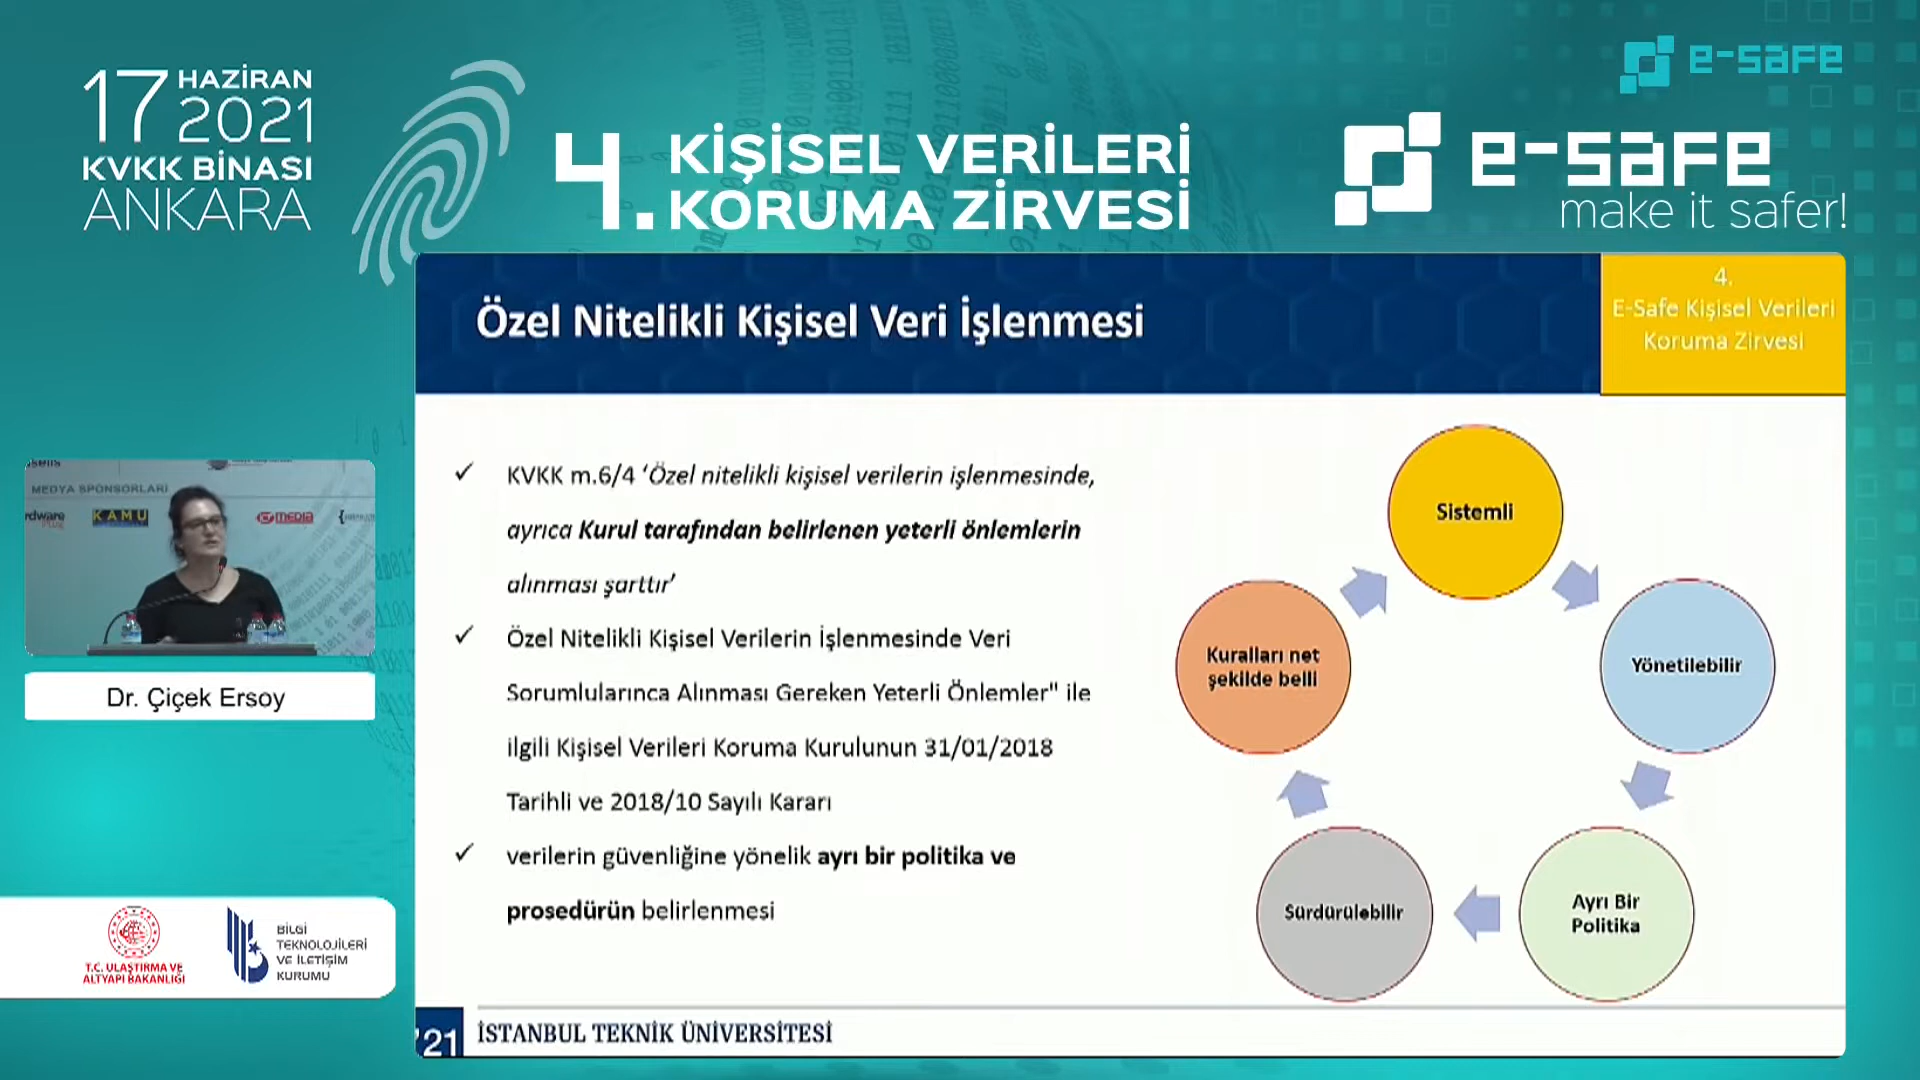 17 HAZİRAN
2021
KVKK BİNASI
ANKARA
4. KİŞİSEL VERİLERİ
KORUMA ZİRVESİ
e-safe
e-safe
make it safer!
Özel Nitelikli Kişisel Veri İşlenmesi
4.
E-Safe Kişisel Verileri
Koruma Zirvesi
✓ KVKK m.6/4 ‘Özel nitelikli kişisel verilerin işlenmesinde,
ayrıca Kurul tarafından belirlenen yeterli önlemlerin
alınması şarttır’
✓ Özel Nitelikli Kişisel Verilerin İşlenmesinde Veri
Sorumlularınca Alınması Gereken Yeterli Önlemler" ile
ilgili Kişisel Verileri Koruma Kurulunun 31/01/2018
Tarihli ve 2018/10 Sayılı Kararı
✓ verilerin güvenliğine yönelik ayrı bir politika ve
prosedürün belirlenmesi
Sistemli
Yönetilebilir
Ayrı Bir
Politika
Sürdürülebilir
Kuralları net
şekilde belli
MEDYA SPONSORLARI
KAMU
MEDIA
Dr. Çiçek Ersoy
T.C. ULAŞTIRMA VE
ALTYAPI BAKANLIĞI
BİLGİ
TEKNOLOJİLERİ
VE İLETİŞİM
KURUMU
'21
İSTANBUL TEKNİK ÜNİVERSİTESİ